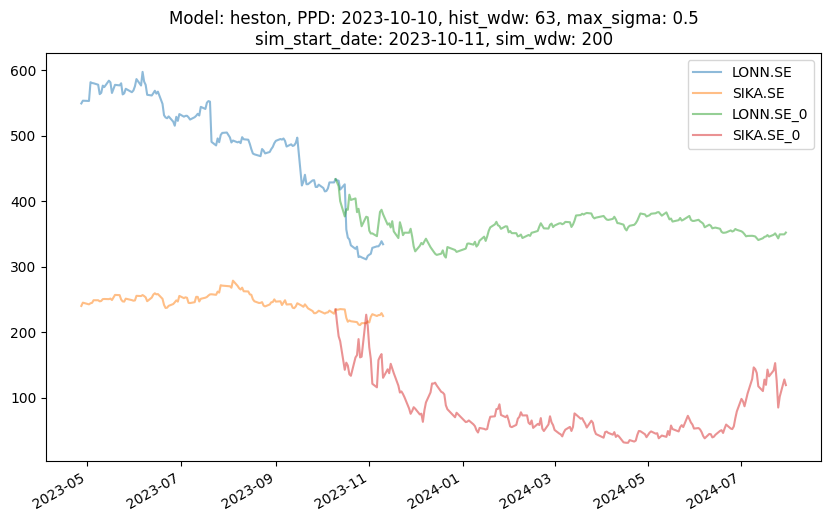 Model: heston, PPD: 2023-10-10, hist_wdw: 63, max_sigma: 0.5
sim_start_date: 2023-10-11, sim_wdw: 200
LONN.SE
SIKA.SE
LONN.SE_0
SIKA.SE_0
600
500
400
300
200
100
2023-05
2023-07
2023-09
2023-11
2024-01
2024-03
2024-05
2024-07